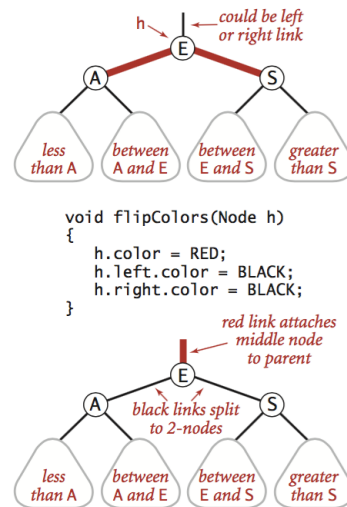 could be left
or right link
h
E
A
S
less
than A
between
A and E
between
E and S
greater
than S
void flipColors(Node h)
{
   h.color = RED;
   h.left.color = BLACK;
   h.right.color = BLACK;
}
red link attaches
middle node
to parent
E
A
S
black links split
to 2-nodes
less
than A
between
A and E
between
E and S
greater
than S